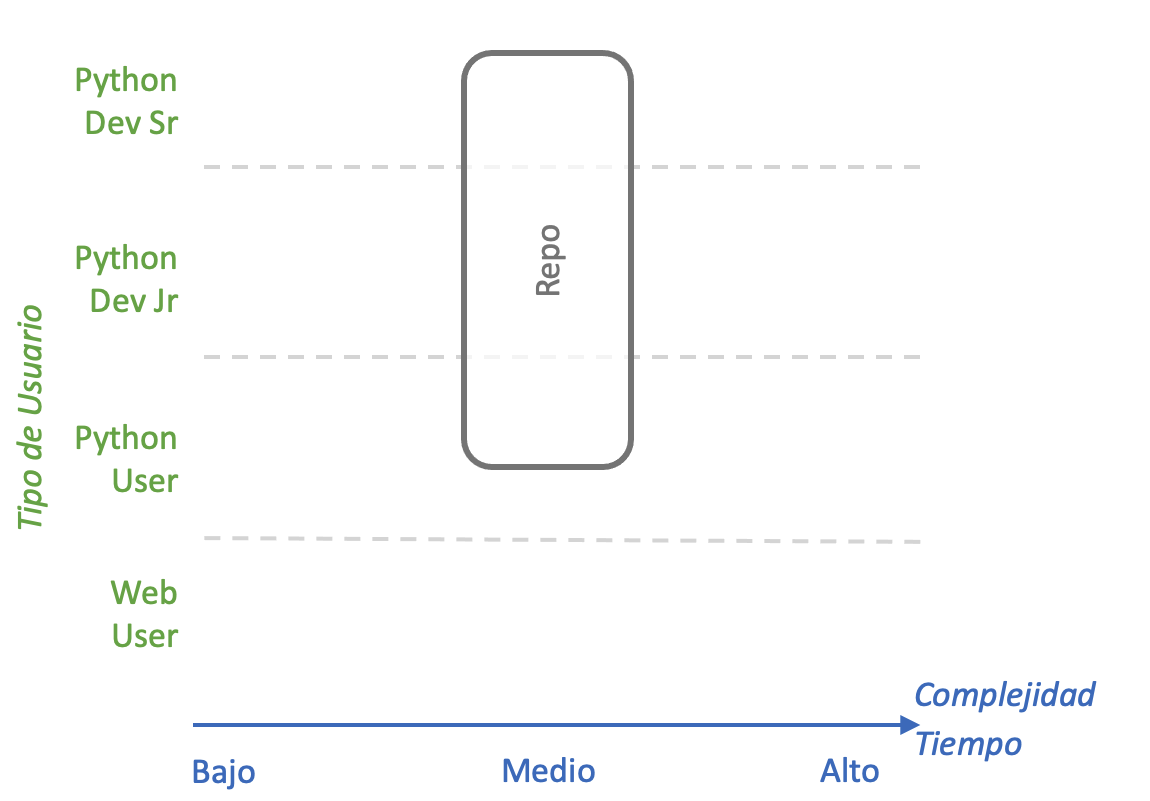 Python
Dev Sr
Python
Dev Jr
Repo
Tipo de Usuario
Python
User
Web
User
Complejidad
Tiempo
Bajo
Medio
Alto